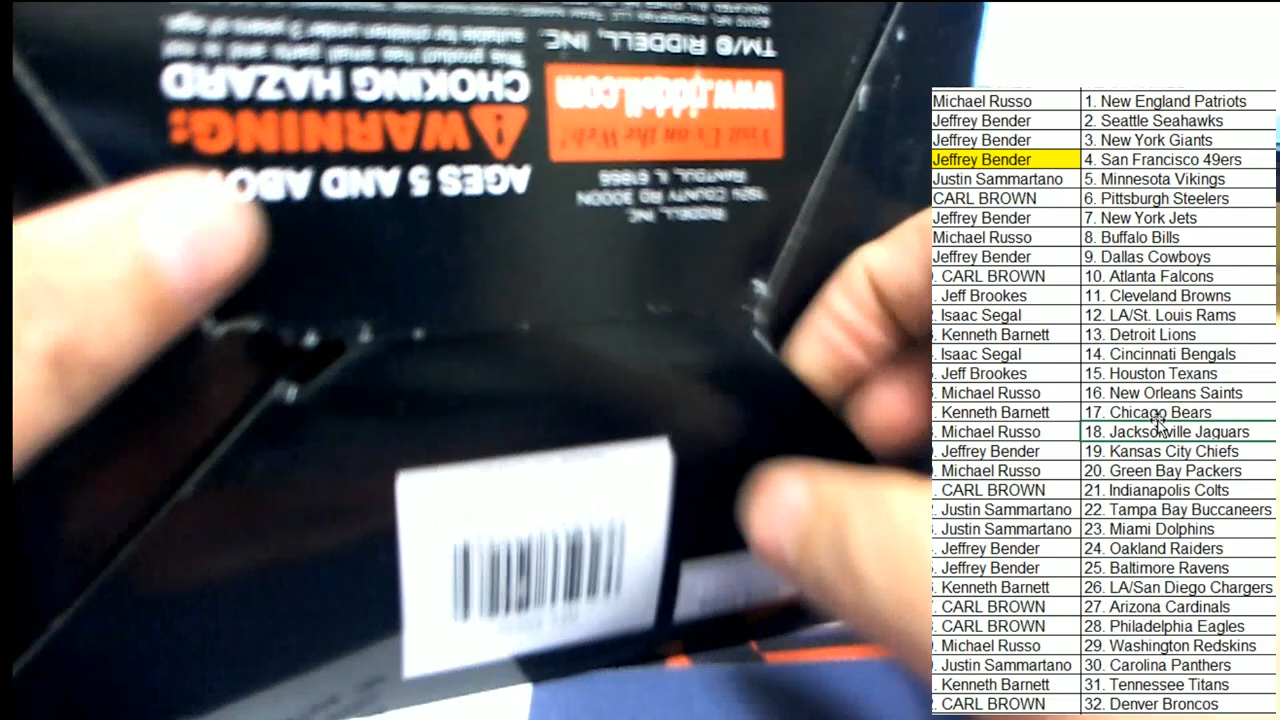 TM/® RIDDELL, INC.
www.riddell.com
Visit Us on the Web!
RIDDELL, INC
1501 COUNTY RD 3000N
RANTOUL IL 61866
This product has small parts and is not
suitable for children under 3 years of age
CHOKING HAZARD
WARNING:
AGES 5 AND ABOVE
Michael Russo 1. New England Patriots
Jeffrey Bender 2. Seattle Seahawks
Jeffrey Bender 3. New York Giants
Jeffrey Bender 4. San Francisco 49ers
Justin Sammartano 5. Minnesota Vikings
CARL BROWN 6. Pittsburgh Steelers
Jeffrey Bender 7. New York Jets
Michael Russo 8. Buffalo Bills
Jeffrey Bender 9. Dallas Cowboys
CARL BROWN 10. Atlanta Falcons
Jeff Brookes 11. Cleveland Browns
Isaac Segal 12. LA/St. Louis Rams
Kenneth Barnett 13. Detroit Lions
Isaac Segal 14. Cincinnati Bengals
Jeff Brookes 15. Houston Texans
Michael Russo 16. New Orleans Saints
Kenneth Barnett 17. Chicago Bears
Michael Russo 18. Jacksonville Jaguars
Jeffrey Bender 19. Kansas City Chiefs
Michael Russo 20. Green Bay Packers
CARL BROWN 21. Indianapolis Colts
Justin Sammartano 22. Tampa Bay Buccaneers
Justin Sammartano 23. Miami Dolphins
Jeffrey Bender 24. Oakland Raiders
Jeffrey Bender 25. Baltimore Ravens
Kenneth Barnett 26. LA/San Diego Chargers
CARL BROWN 27. Arizona Cardinals
CARL BROWN 28. Philadelphia Eagles
Michael Russo 29. Washington Redskins
Justin Sammartano 30. Carolina Panthers
Kenneth Barnett 31. Tennessee Titans
CARL BROWN 32. Denver Broncos